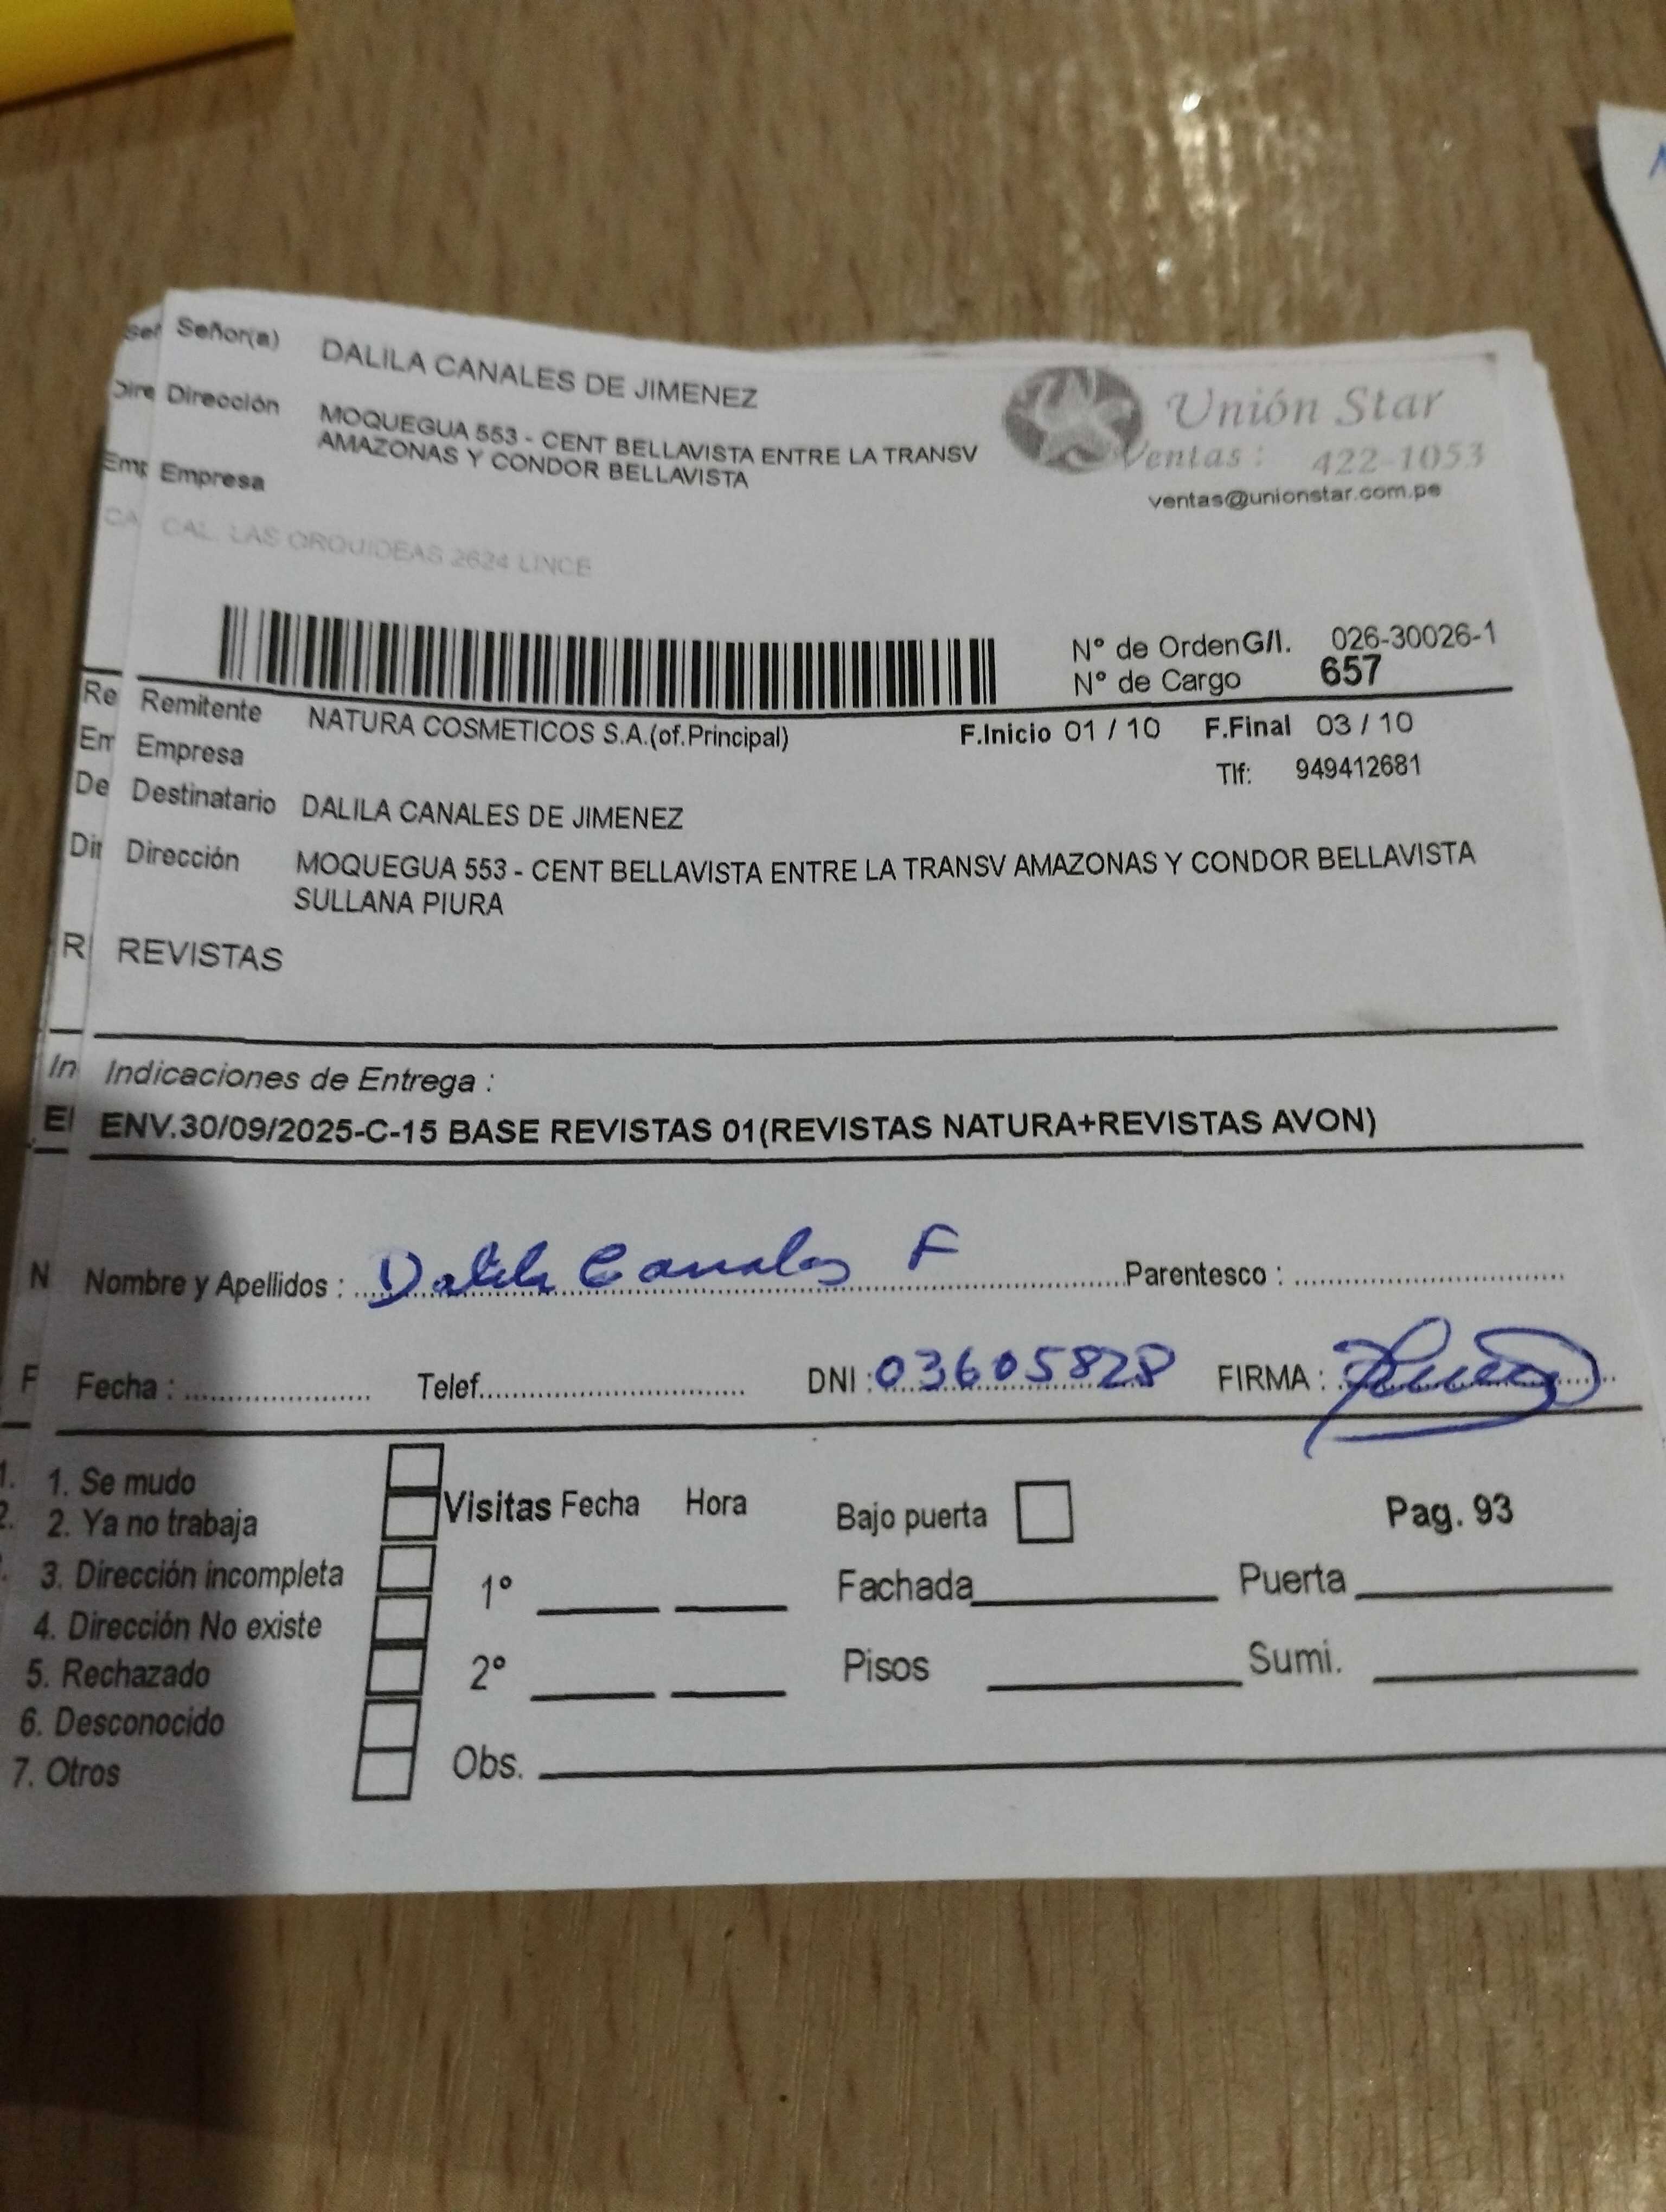 Señor(a) DALILA CANALES DE JIMENEZ
Dirección MOQUEGUA 553 - CENT BELLAVISTA ENTRE LA TRANSV
AMAZONAS Y CONDOR BELLAVISTA
Empresa
Unión Star
Ventas: 422-1053
ventas@unionstar.com.pe
CAL. LAS ORQUIDEAS 2624 LINCE
Nº de OrdenG/I. 026-30026-1
Nº de Cargo 657
Remitente NATURA COSMETICOS S.A.(of.Principal) F.Inicio 01 / 10 F.Final 03 / 10
Empresa Tlf: 949412681
Destinatario DALILA CANALES DE JIMENEZ
Dirección MOQUEGUA 553 - CENT BELLAVISTA ENTRE LA TRANSV AMAZONAS Y CONDOR BELLAVISTA
SULLANA PIURA
REVISTAS
Indicaciones de Entrega :
ENV.30/09/2025-C-15 BASE REVISTAS 01(REVISTAS NATURA+REVISTAS AVON)
Nombre y Apellidos : Dalila Canales F Parentesco :
Fecha : Telef. DNI : 03605828 FIRMA :
1. Se mudo
2. Ya no trabaja
3. Dirección incompleta
4. Dirección No existe
5. Rechazado
6. Desconocido
7. Otros
Visitas Fecha Hora
1º
2º
Obs.
Bajo puerta Pag. 93
Fachada Puerta
Pisos Sumi.